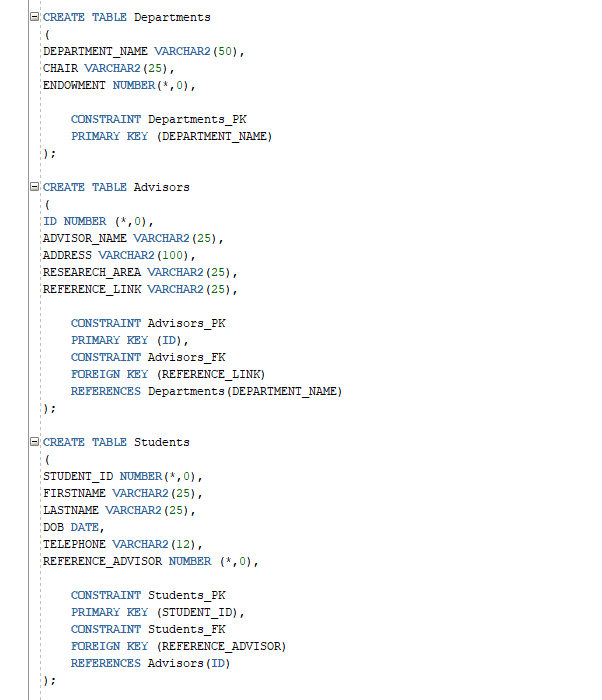 CREATE TABLE Departments
(
DEPARTMENT_NAME VARCHAR2(50),
CHAIR VARCHAR2(25),
ENDOWMENT NUMBER(*,0),
CONSTRAINT Departments_PK
PRIMARY KEY (DEPARTMENT_NAME)
);
CREATE TABLE Advisors
(
ID NUMBER (*,0),
ADVISOR_NAME VARCHAR2(25),
ADDRESS VARCHAR2(100),
RESEARECH_AREA VARCHAR2(25),
REFERENCE_LINK VARCHAR2(25),
CONSTRAINT Advisors_PK
PRIMARY KEY (ID),
CONSTRAINT Advisors_FK
FOREIGN KEY (REFERENCE_LINK)
REFERENCES Departments(DEPARTMENT_NAME)
);
CREATE TABLE Students
(
STUDENT_ID NUMBER(*,0),
FIRSTNAME VARCHAR2(25),
LASTNAME VARCHAR2(25),
DOB DATE,
TELEPHONE VARCHAR2(12),
REFERENCE_ADVISOR NUMBER (*,0),
CONSTRAINT Students_PK
PRIMARY KEY (STUDENT_ID),
CONSTRAINT Students_FK
FOREIGN KEY (REFERENCE_ADVISOR)
REFERENCES Advisors(ID)
);